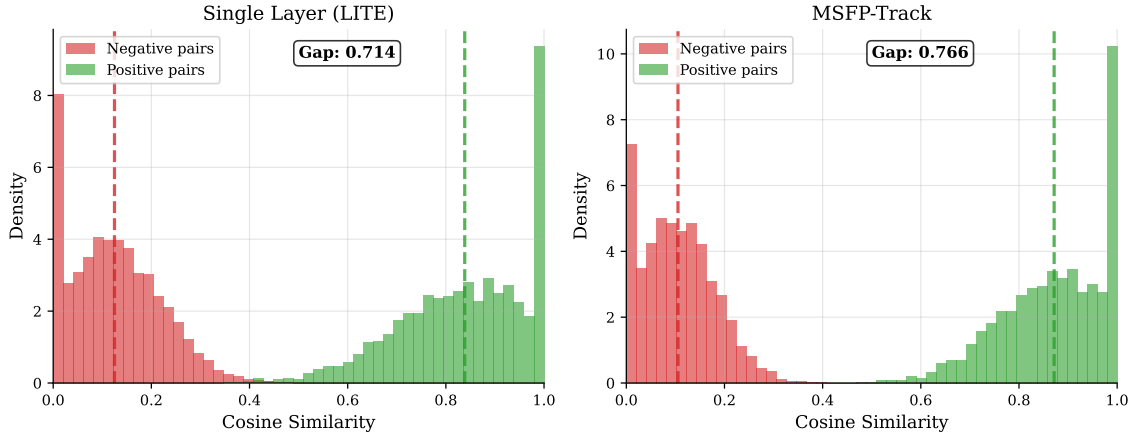 Single Layer (LITE)
Negative pairs
Positive pairs
Gap: 0.714
Density
0
2
4
6
8
0.0
0.2
0.4
0.6
0.8
1.0
Cosine Similarity
MSFP-Track
Negative pairs
Positive pairs
Gap: 0.766
Density
0
2
4
6
8
10
0.0
0.2
0.4
0.6
0.8
1.0
Cosine Similarity